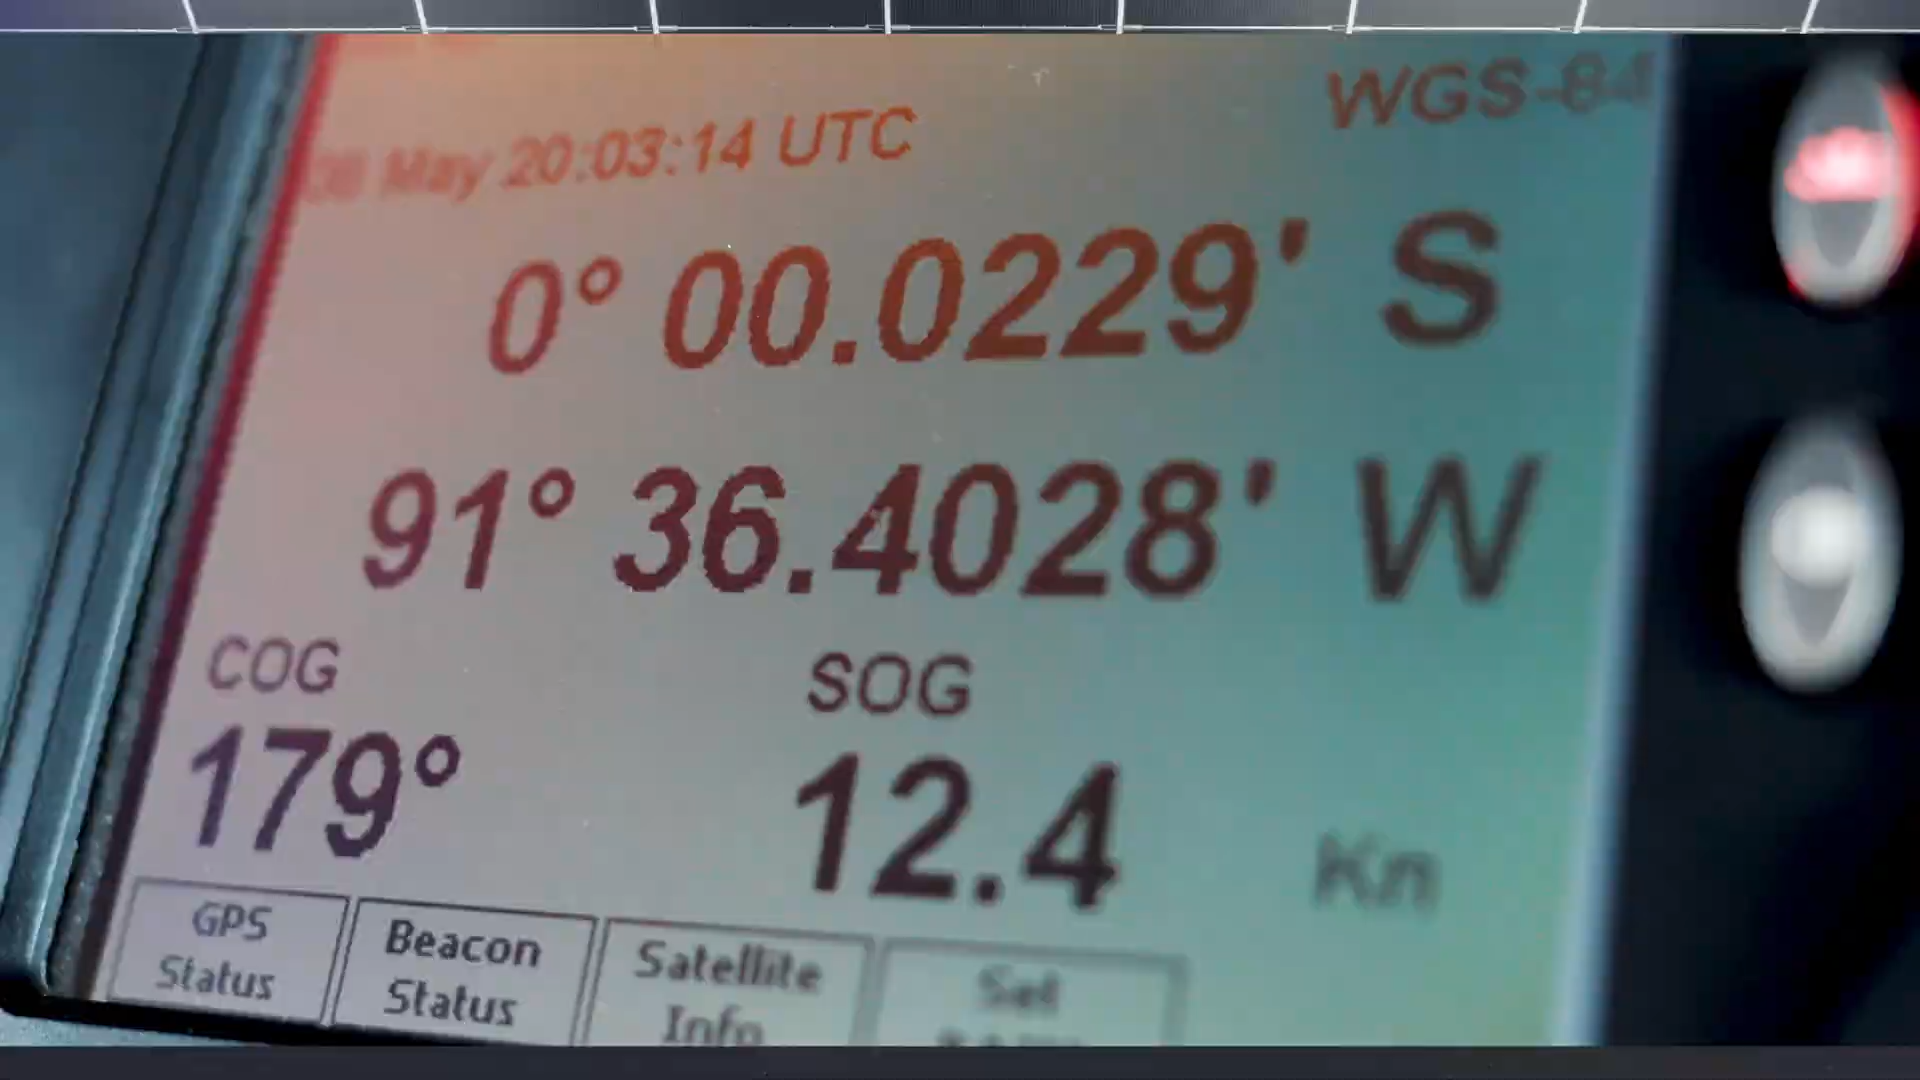 May 20:03:14 UTC
WGS-84
0° 00.0229' S
91° 36.4028' W
COG
SOG
179°
12.4 Kn
GPS Status
Beacon Status
Satellite Info
Set